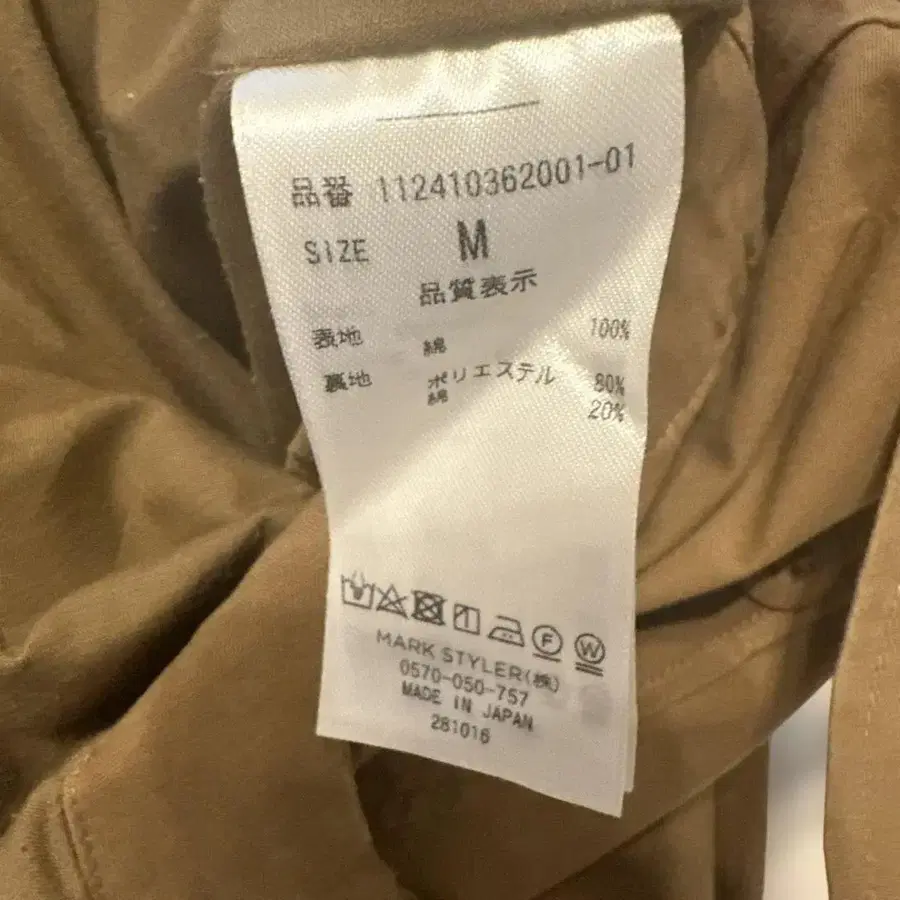 品番 112410362001-01
SIZE M
品質表示
表地 綿 100%
裏地 ポリエステル 80%
綿 20%
F W
MARK STYLER(株)
0570-050-757
MADE IN JAPAN
281016